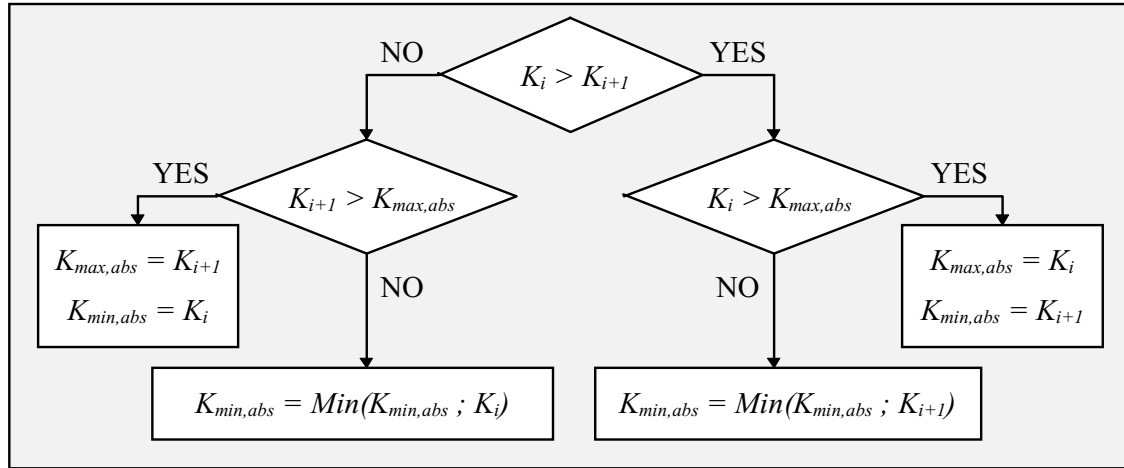 NO
YES
K_i > K_{i+1}
YES
K_{i+1} > K_{max,abs}
K_i > K_{max,abs}
YES
K_{max,abs} = K_{i+1}
K_{min,abs} = K_i
NO
NO
K_{max,abs} = K_i
K_{min,abs} = K_{i+1}
K_{min,abs} = Min(K_{min,abs} ; K_i)
K_{min,abs} = Min(K_{min,abs} ; K_{i+1})